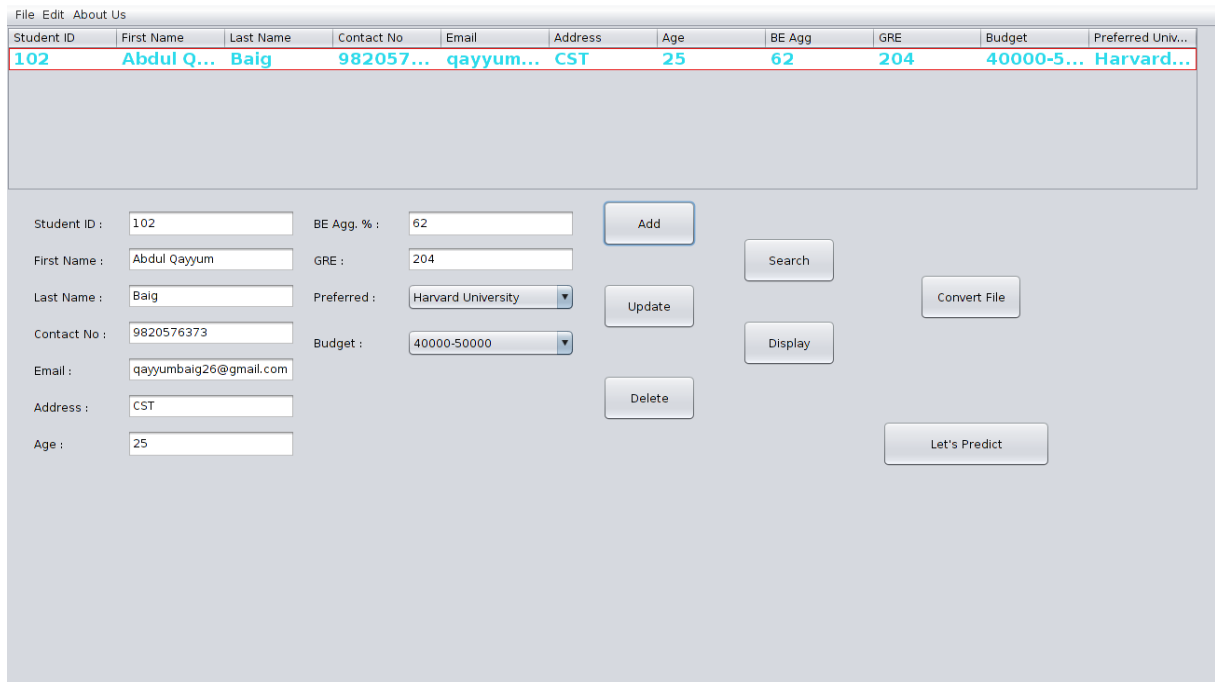 File Edit About Us
Student ID First Name Last Name Contact No Email Address Age BE Agg GRE Budget Preferred Univ...
102 Abdul Q... Baig 982057... qayyum... CST 25 62 204 40000-5... Harvard...
Student ID : 102 BE Agg. % : 62 Add
First Name : Abdul Qayyum GRE : 204 Search
Last Name : Baig Preferred : Harvard University Update Convert File
Contact No : 9820576373 Budget : 40000-50000 Display
Email : qayyumbaig26@gmail.com
Address : CST Delete
Age : 25 Let's Predict